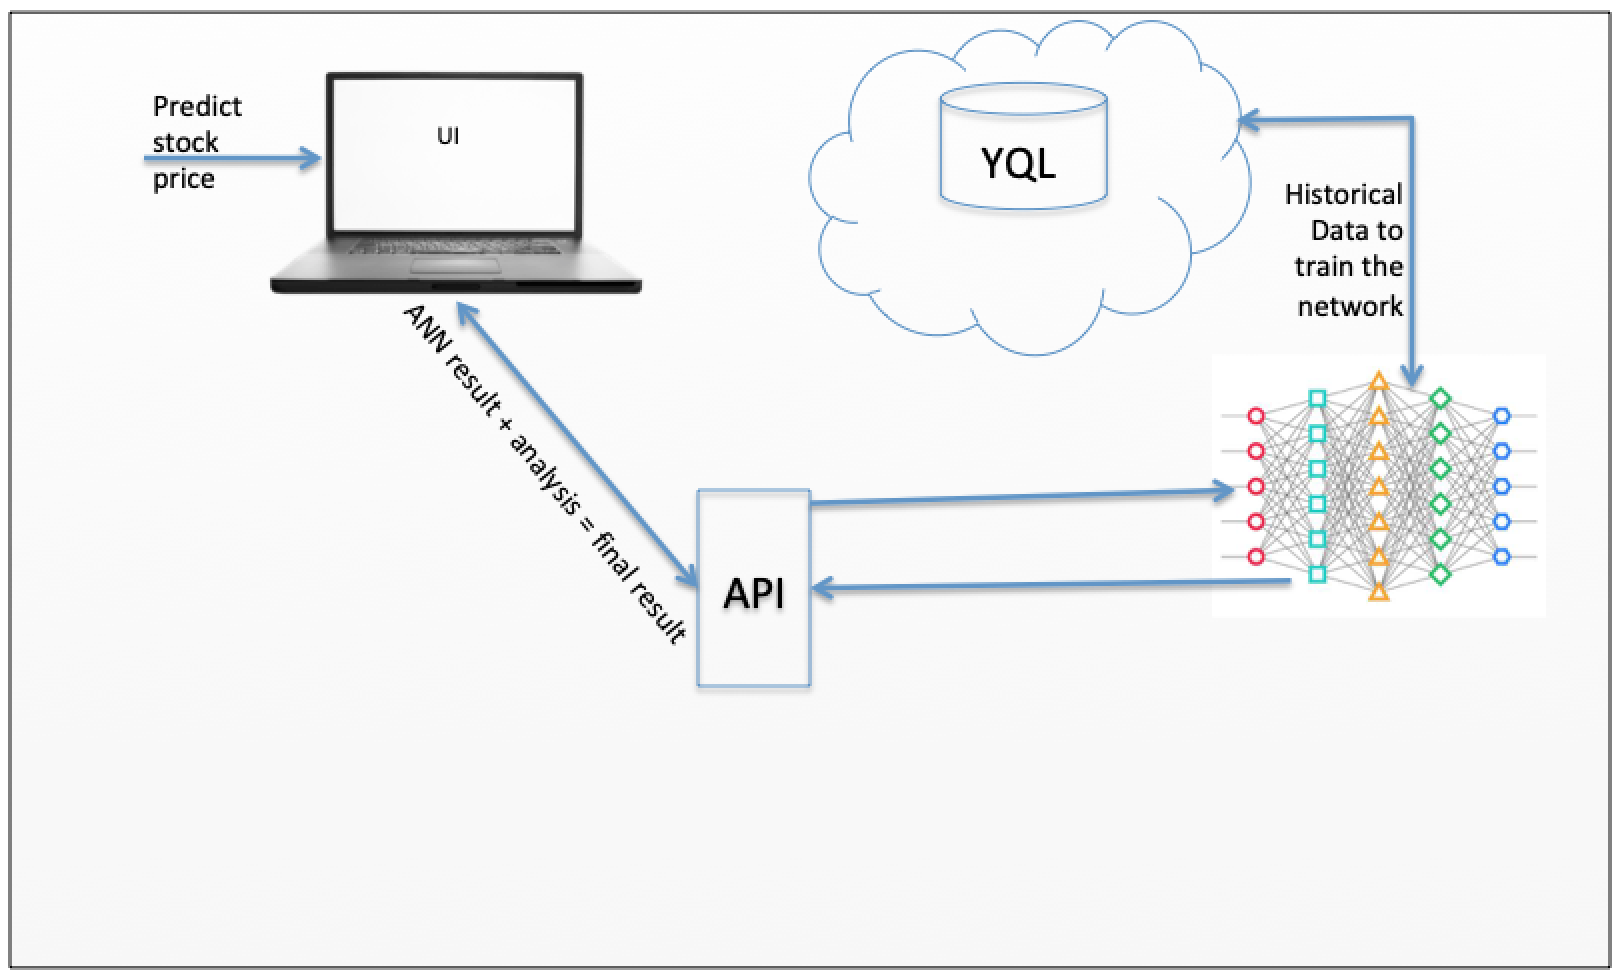 Predict
stock
price
UI
YQL
Historical
Data to
train the
network
ANN result + analysis = final result
API